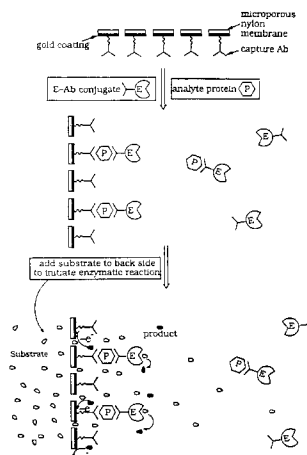 microporous
nylon
membrane
gold coating
capture Ab
E-Ab conjugate
E
analyte protein
P
P
E
P
E
E
P
E
E
add substrate to back side
to initiate enzymatic reaction
product
Substrate
e⁻
P
E
e⁻
P
E
E
P
E
E